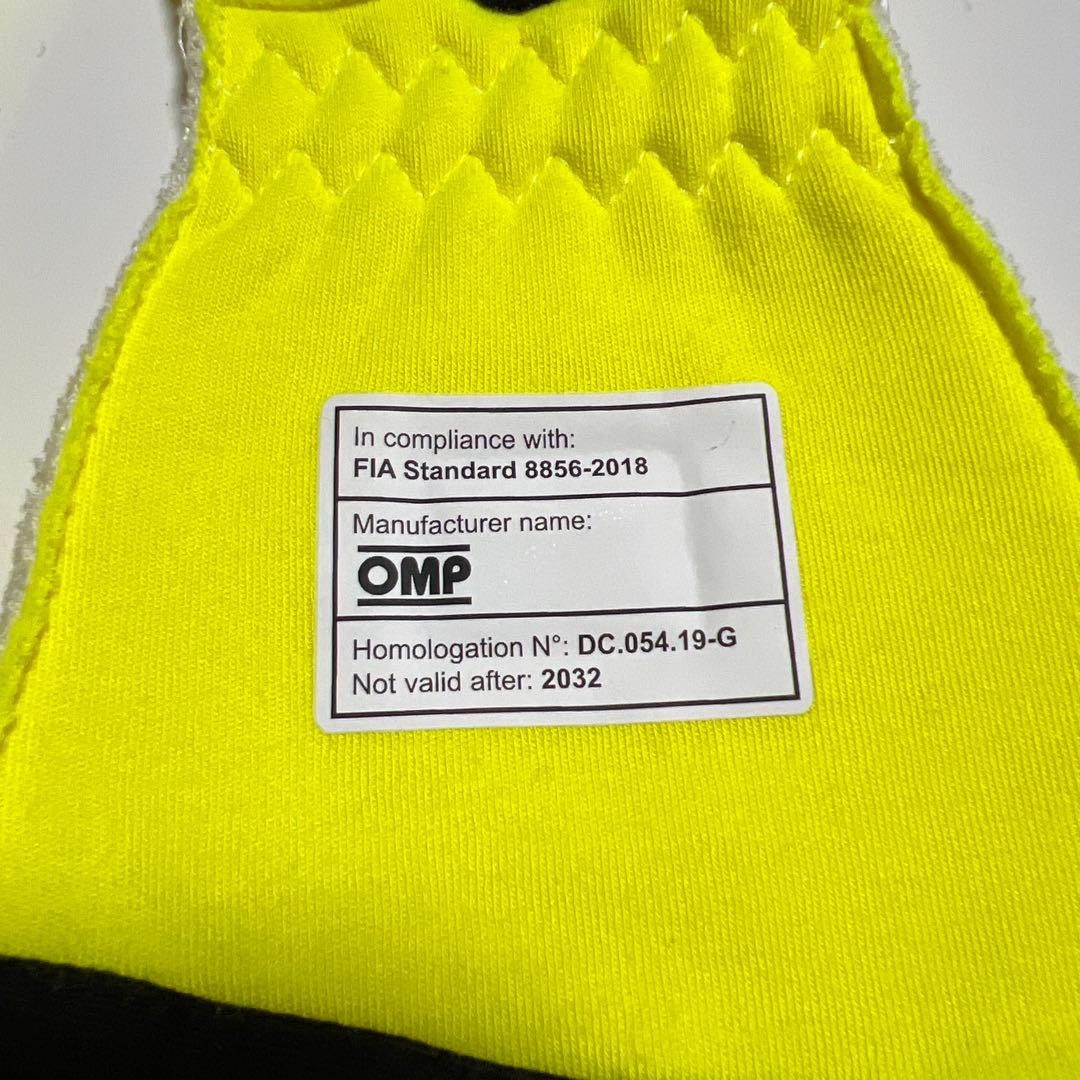 In compliance with:
FIA Standard 8856-2018
Manufacturer name:
OMP
Homologation N°: DC.054.19-G
Not valid after: 2032